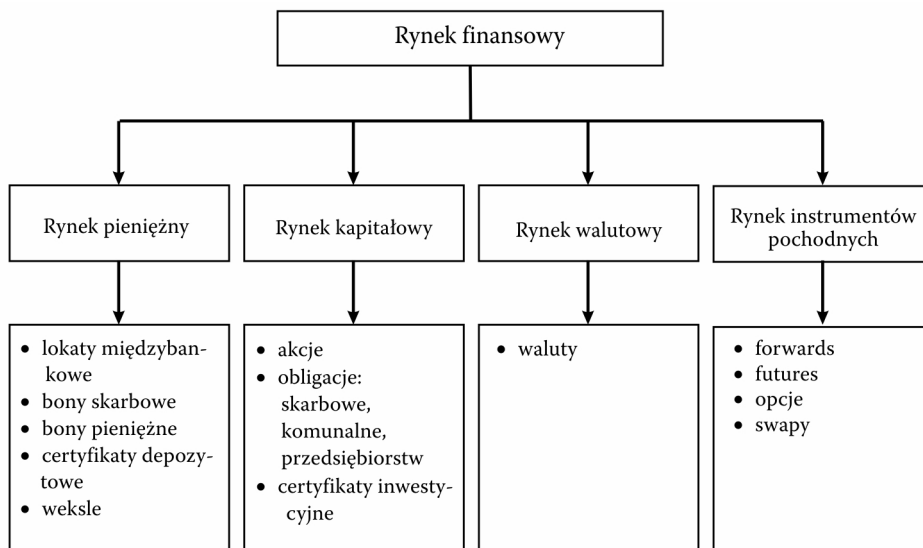 Rynek finansowy
Rynek pieniężny
Rynek kapitałowy
Rynek walutowy
Rynek instrumentów
pochodnych
• lokaty międzyban-
kowe
• bony skarbowe
• bony pieniężne
• certyfikaty depozy-
towe
• weksle
• akcje
• obligacje:
skarbowe,
komunalne,
przedsiębiorstw
• certyfikaty inwesty-
cyjne
• waluty
• forwards
• futures
• opcje
• swapy